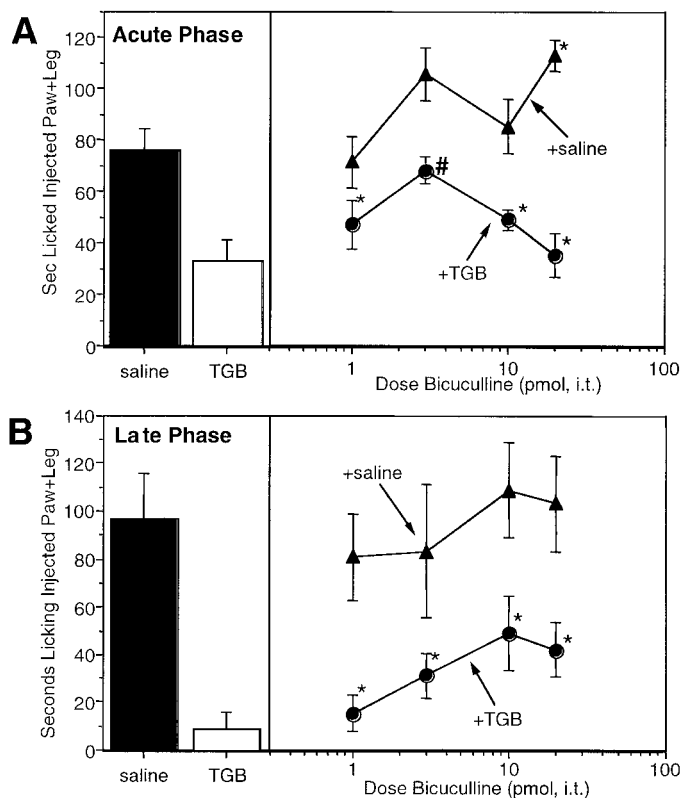 A
Acute Phase
Sec Licked Injected Paw+Leg
120
100
80
60
40
20
0
saline
TGB
*
+saline
#
*
*
*
+TGB
1
10
100
Dose Bicuculline (pmol, i.t.)
B
Late Phase
Seconds Licking Injected Paw+Leg
140
120
100
80
60
40
20
0
saline
TGB
+saline
*
*
*
*
+TGB
1
10
100
Dose Bicuculline (pmol, i.t.)